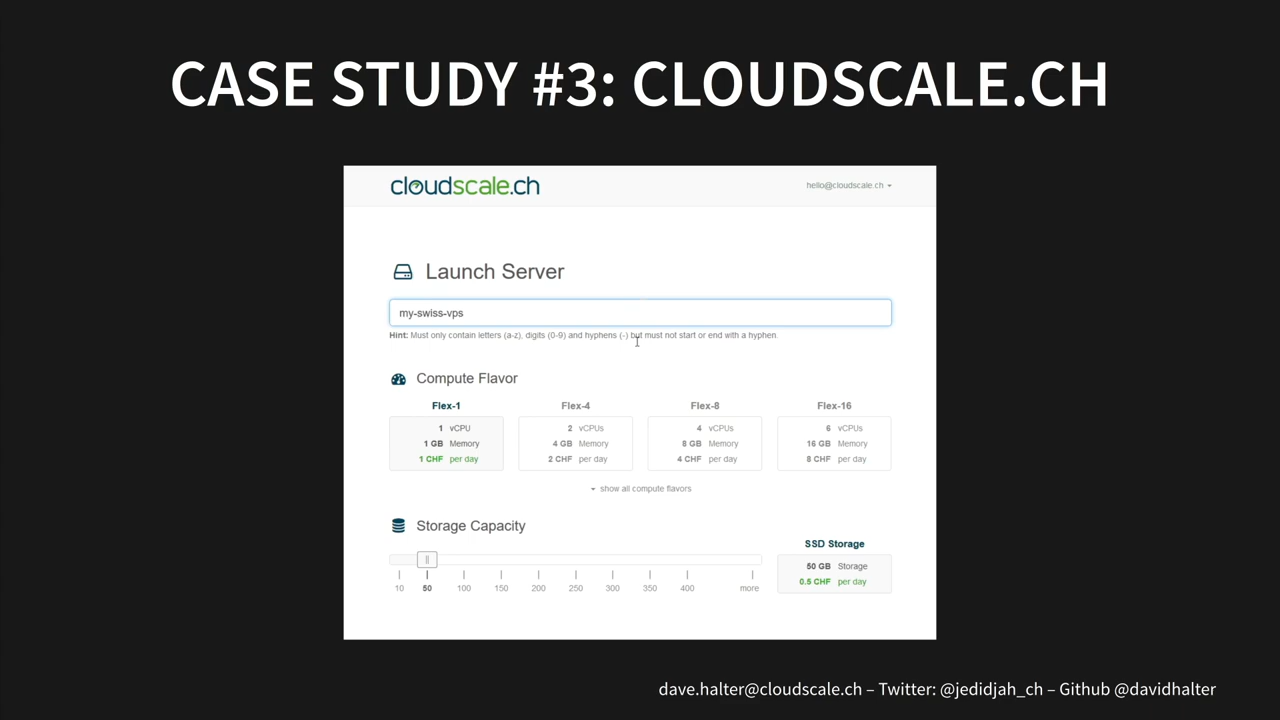 CASE STUDY #3: CLOUDSCALE.CH
cloudscale.ch
hello@cloudscale.ch
Launch Server
my-swiss-vps
Hint: Must only contain letters (a-z), digits (0-9) and hyphens (-) but must not start or end with a hyphen.
Compute Flavor
Flex-1 Flex-4 Flex-8 Flex-16
1 vCPU 2 vCPUs 4 vCPUs 6 vCPUs
1 GB Memory 4 GB Memory 8 GB Memory 16 GB Memory
1 CHF per day 2 CHF per day 4 CHF per day 8 CHF per day
show all compute flavors
Storage Capacity
SSD Storage
50 GB Storage
0.5 CHF per day
10 50 100 150 200 250 300 350 400 more
dave.halter@cloudscale.ch – Twitter: @jedidjah_ch – Github @davidhalter